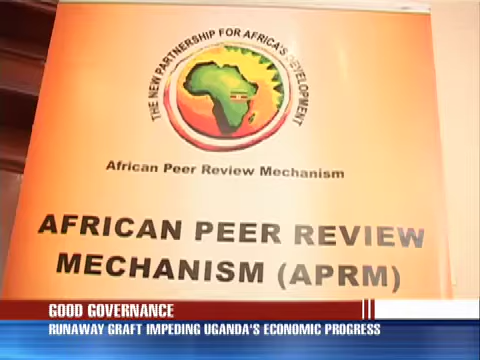 THE NEW PARTNERSHIP FOR AFRICA'S DEVELOPMENT
African Peer Review Mechanism
AFRICAN PEER REVIEW
MECHANISM (APRM)
GOOD GOVERNANCE
RUNAWAY GRAFT IMPEDING UGANDA'S ECONOMIC PROGRESS